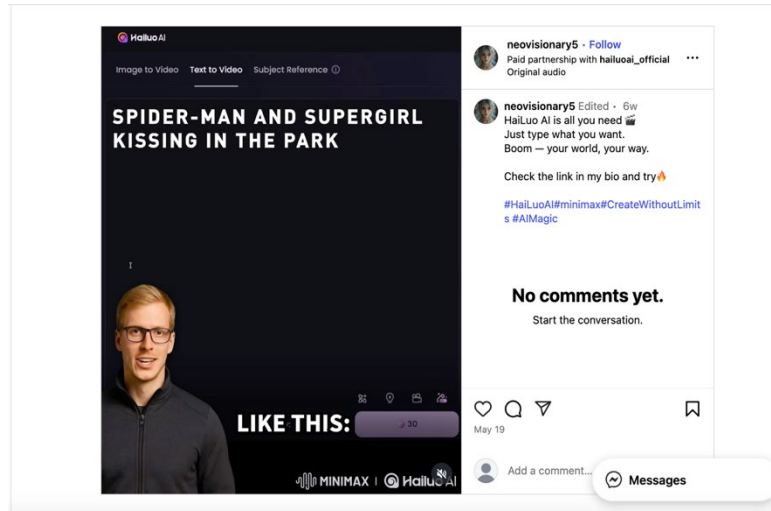 Hailuo AI
Image to Video Text to Video Subject Reference
SPIDER-MAN AND SUPERGIRL
KISSING IN THE PARK
LIKE THIS:
30
MINIMAX | Hailuo AI
neovisionary5 • Follow
Paid partnership with hailuoai_official
Original audio
neovisionary5 Edited • 6w
HaiLuo AI is all you need 🎬
Just type what you want.
Boom — your world, your way.
Check the link in my bio and try🔥
#HaiLuoAI#minimax#CreateWithoutLimit
s #AIMagic
No comments yet.
Start the conversation.
May 19
Add a comment...
Messages